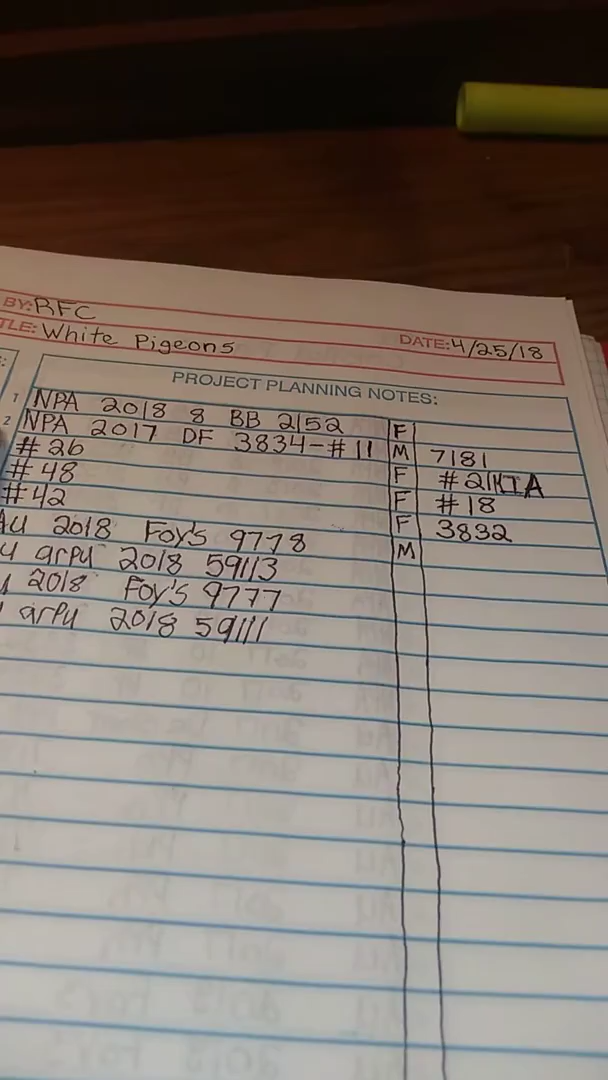 BY: RFC
TLE: White Pigeons
DATE: 4/25/18
PROJECT PLANNING NOTES:
1 NPA 2018 8 BB 2152 F
2 NPA 2017 DF 3834-#11 M 7181
#26 F #21
#48 F #18
#42 F 3832
AU 2018 Foy's 9778 M
U arpu 2018 59113
U 2018 Foy's 9777
arpu 2018 59111